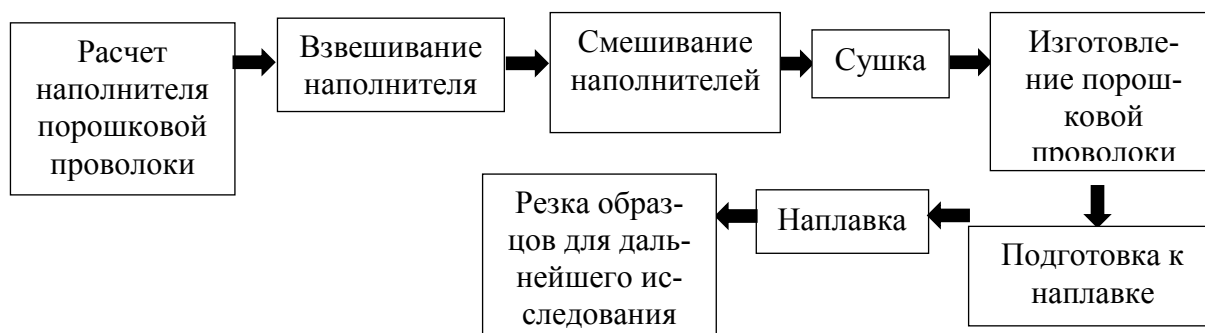 Расчет
наполнителя
порошковой
проволоки
Взвешивание
наполнителя
Смешивание
наполнителей
Сушка
Изготовле-
ние порош-
ковой
проволоки
Подготовка к
наплавке
Наплавка
Резка образ-
цов для даль-
нейшего ис-
следования